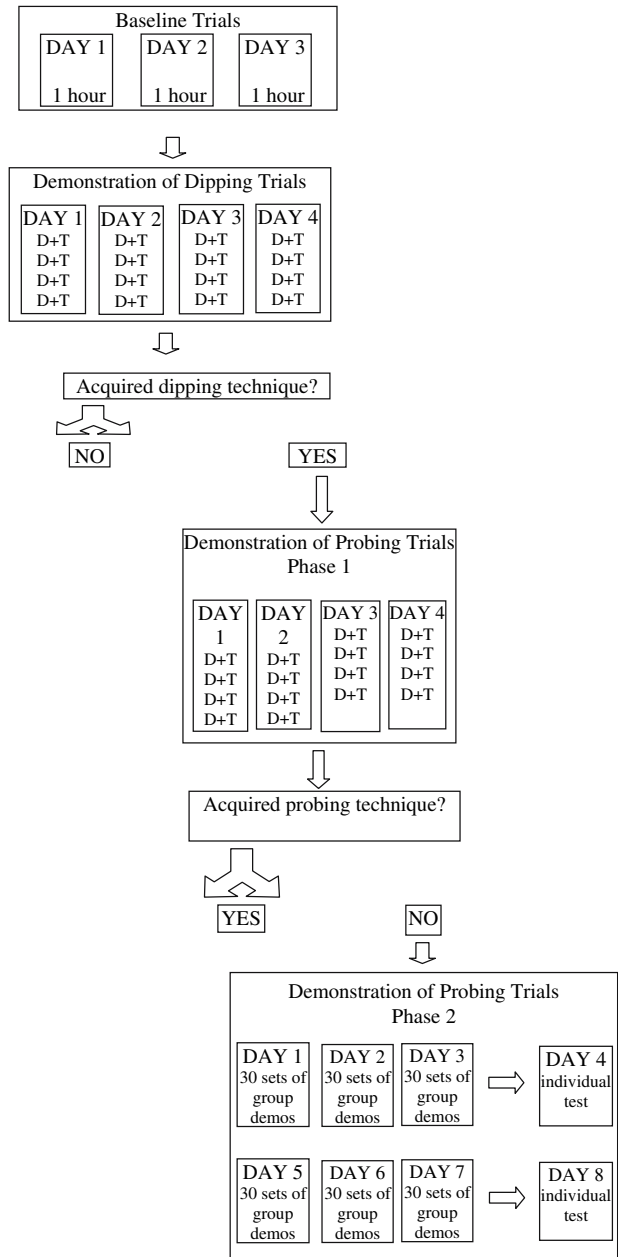 Baseline Trials
DAY 1 DAY 2 DAY 3
1 hour 1 hour 1 hour
Demonstration of Dipping Trials
DAY 1 DAY 2 DAY 3 DAY 4
D+T D+T D+T D+T
D+T D+T D+T D+T
D+T D+T D+T D+T
D+T D+T D+T D+T
Acquired dipping technique?
NO YES
Demonstration of Probing Trials
Phase 1
DAY
1
D+T
D+T
D+T
D+T
DAY
2
D+T
D+T
D+T
D+T
DAY 3
D+T
D+T
D+T
D+T
DAY 4
D+T
D+T
D+T
D+T
Acquired probing technique?
YES NO
Demonstration of Probing Trials
Phase 2
DAY 1
30 sets of
group
demos
DAY 2
30 sets of
group
demos
DAY 3
30 sets of
group
demos
DAY 4
individual
test
DAY 5
30 sets of
group
demos
DAY 6
30 sets of
group
demos
DAY 7
30 sets of
group
demos
DAY 8
individual
test